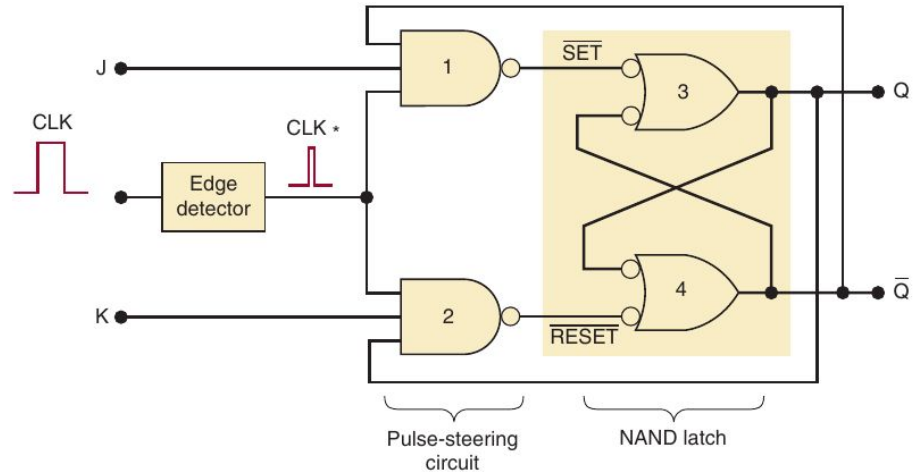 J
1
SET
3
Q
CLK
CLK *
Edge
detector
K
2
RESET
4
Q
Pulse-steering
circuit
NAND latch